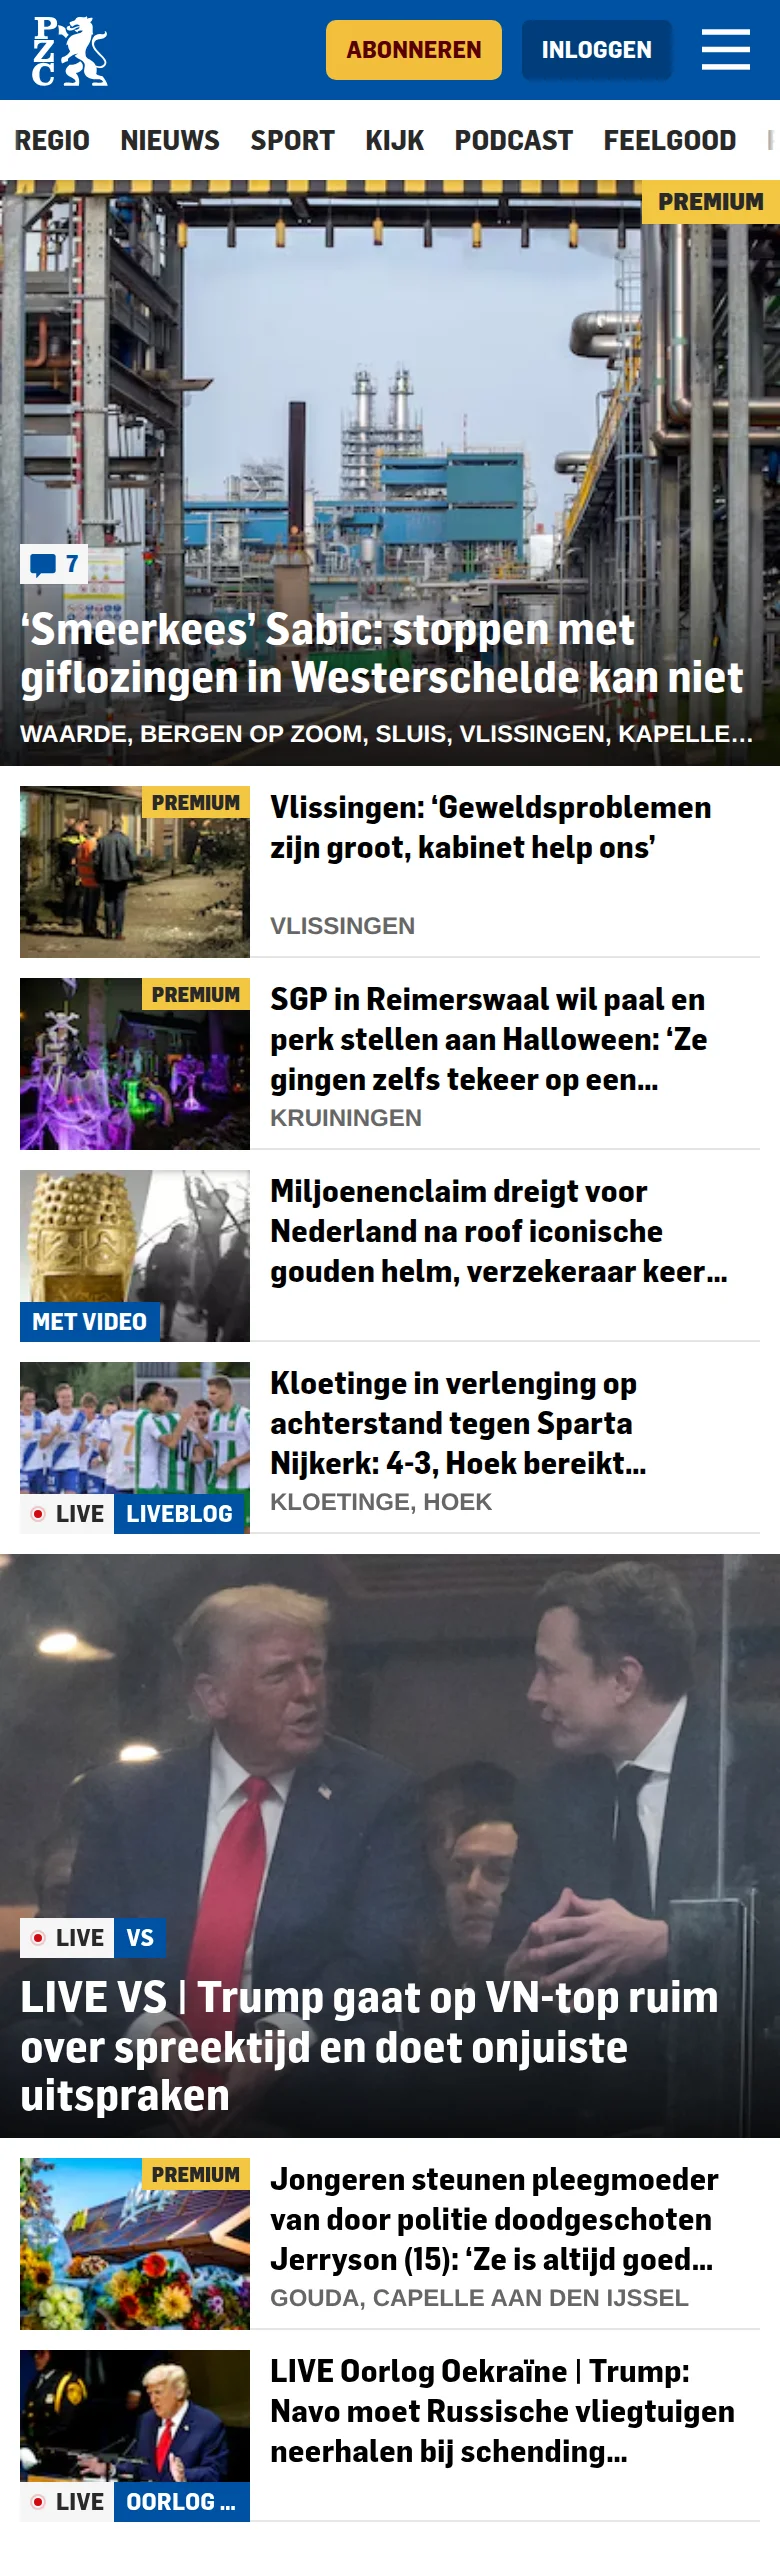 PZC
ABONNEREN
INLOGGEN
REGIO NIEUWS SPORT KIJK PODCAST FEELGOOD
PREMIUM
7
‘Smeerkees’ Sabic: stoppen met
giflozingen in Westerschelde kan niet
WAARDE, BERGEN OP ZOOM, SLUIS, VLISSINGEN, KAPELLE…
PREMIUM
Vlissingen: ‘Geweldsproblemen
zijn groot, kabinet help ons’
VLISSINGEN
PREMIUM
SGP in Reimerswaal wil paal en
perk stellen aan Halloween: ‘Ze
gingen zelfs tekeer op een…
KRUININGEN
MET VIDEO
Miljoenenclaim dreigt voor
Nederland na roof iconische
gouden helm, verzekeraar keer…
LIVE LIVEBLOG
Kloetinge in verlenging op
achterstand tegen Sparta
Nijkerk: 4-3, Hoek bereikt…
KLOETINGE, HOEK
LIVE VS
LIVE VS | Trump gaat op VN-top ruim
over spreektijd en doet onjuiste
uitspraken
PREMIUM
Jongeren steunen pleegmoeder
van door politie doodgeschoten
Jerryson (15): ‘Ze is altijd goed…
GOUDA, CAPELLE AAN DEN IJSSEL
LIVE OORLOG …
LIVE Oorlog Oekraïne | Trump:
Navo moet Russische vliegtuigen
neerhalen bij schending…